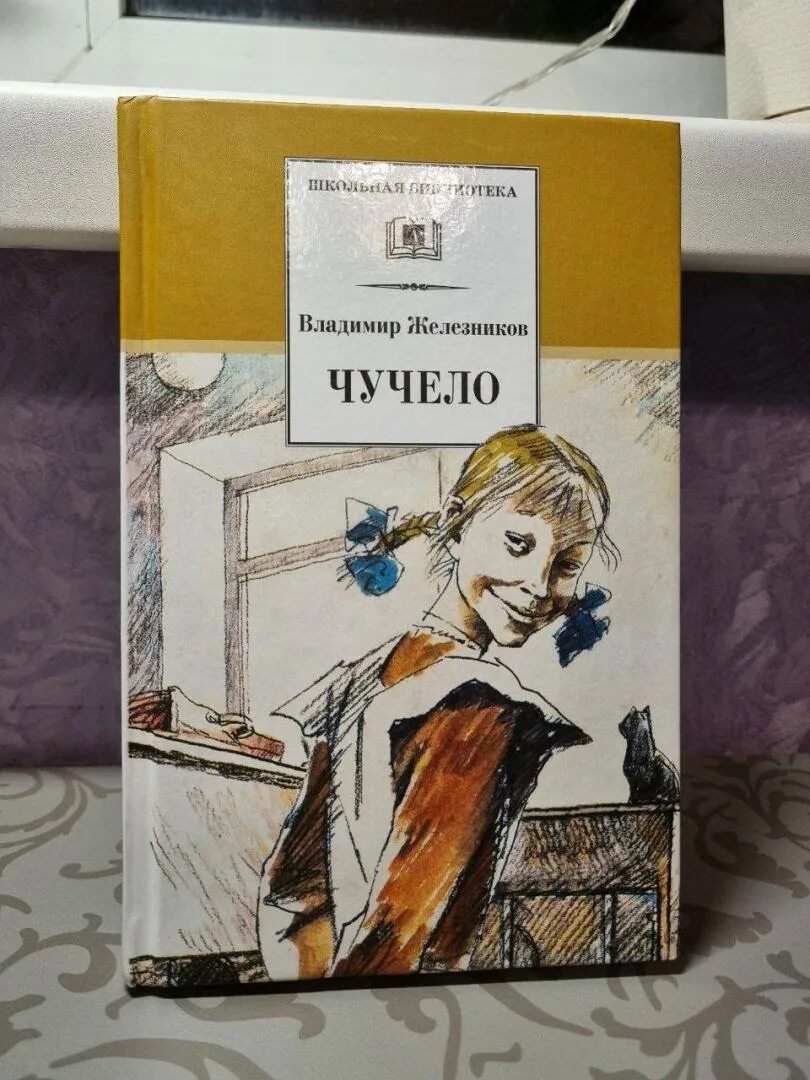 ШКОЛЬНАЯ БИБЛИОТЕКА
Владимир Железников
ЧУЧЕЛО